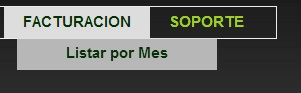 FACTURACION SOPORTE
Listar por Mes